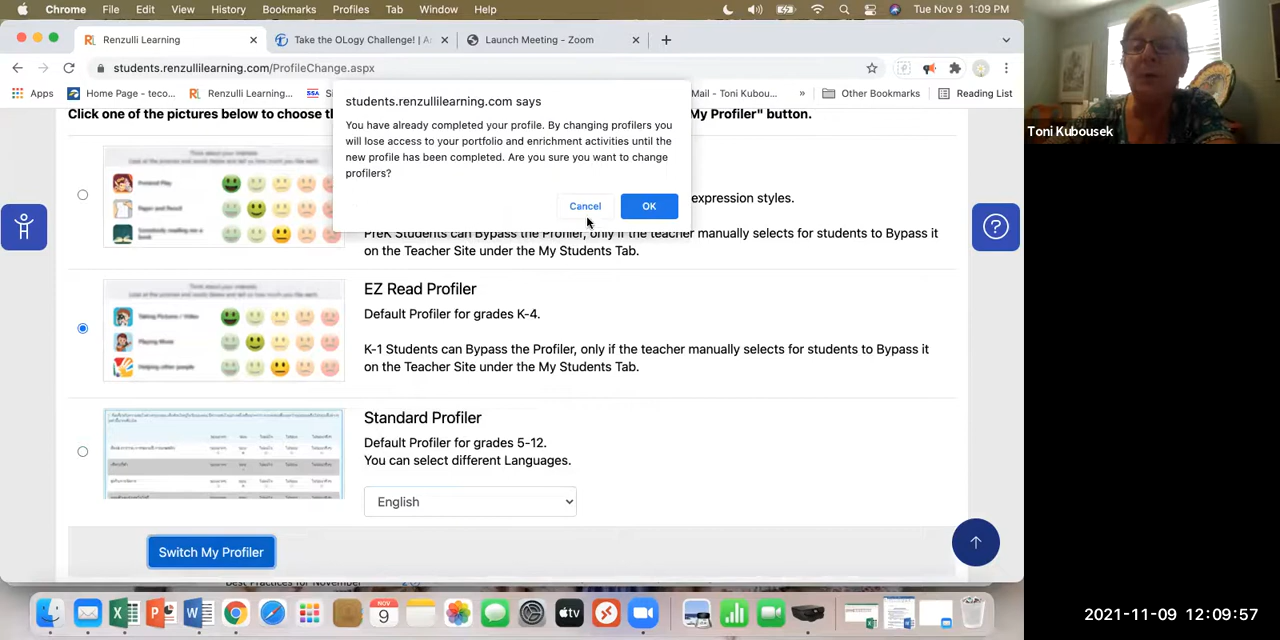 Chrome File Edit View History Bookmarks Profiles Tab Window Help Tue Nov 9 1:09 PM
Renzulli Learning Take the OLogy Challenge! | A Launch Meeting - Zoom
students.renzullilearning.com/ProfileChange.aspx
Apps Home Page - teco... Renzulli Learning... Mail - Toni Kubou... » Other Bookmarks Reading List
students.renzullilearning.com says
You have already completed your profile. By changing profilers you
will lose access to your portfolio and enrichment activities until the
new profile has been completed. Are you sure you want to change
profilers?
Cancel OK
Click one of the pictures below to choose th My Profiler" button.
expression styles.
PreK Students can Bypass the Profiler, only if the teacher manually selects for students to Bypass it
on the Teacher Site under the My Students Tab.
EZ Read Profiler
Default Profiler for grades K-4.
K-1 Students can Bypass the Profiler, only if the teacher manually selects for students to Bypass it
on the Teacher Site under the My Students Tab.
Standard Profiler
Default Profiler for grades 5-12.
You can select different Languages.
English
Switch My Profiler
Best Practices for November
NOV
9
Toni Kubousek
2021-11-09 12:09:57